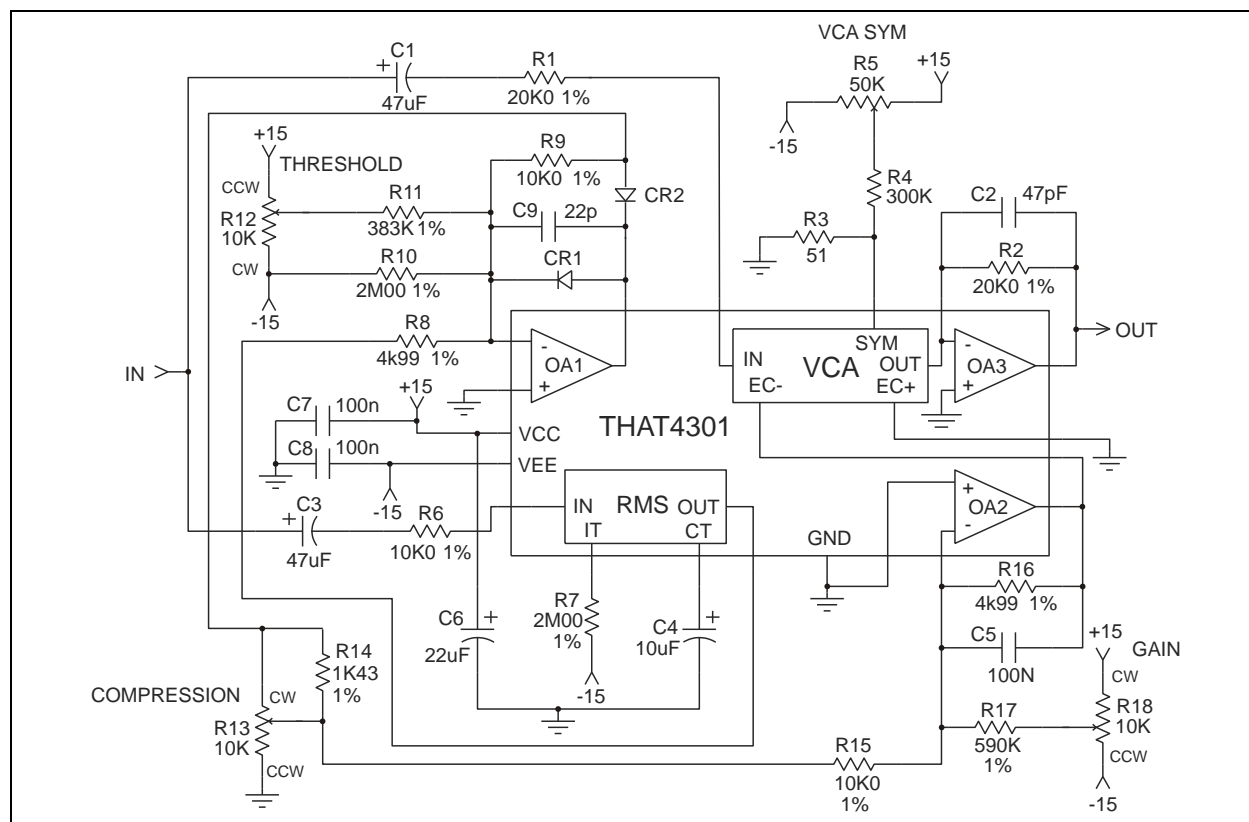 VCA SYM
C1
+
47uF
R1
20K0 1%
R5
50K
+15
-15
+15
THRESHOLD
CCW
R12
10K
CW
-15
R11
383K 1%
R10
2M00 1%
R9
10K0 1%
C9 22p
CR2
CR1
R4
300K
R3
51
C2 47pF
R2
20K0 1%
R8
4k99 1%
-
OA1
+
IN
SYM
IN OUT
VCA
EC- EC+
-
OA3
+
OUT
+15
C7 100n
C8 100n
-15
VCC
VEE
THAT4301
C3
+
47uF
R6
10K0 1%
IN RMS OUT
IT CT
GND
+
OA2
-
R16
4k99 1%
C5
100N
C6 +
22uF
R7
2M00
1%
-15
C4 +
10uF
R14
1K43
1%
COMPRESSION
CW
R13
10K
CCW
R15
10K0
1%
R17
590K
1%
+15
GAIN
CW
R18
10K
CCW
-15